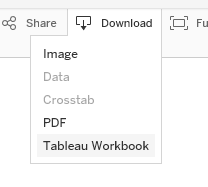 Share Download Fu
Image
Data
Crosstab
PDF
Tableau Workbook